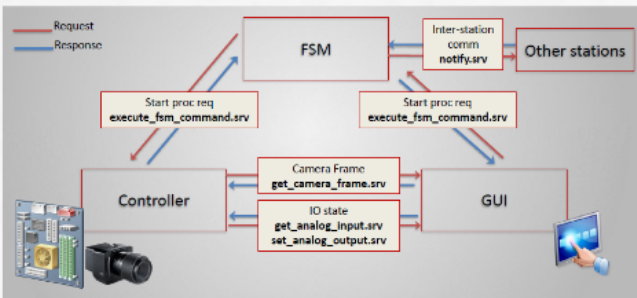 Request
Response
FSM
Inter-station
comm
notify.srv
Other stations
Start proc req
execute_fsm_command.srv
Start proc req
execute_fsm_command.srv
Controller
Camera Frame
get_camera_frame.srv
IO state
get_analog_input.srv
set_analog_output.srv
GUI